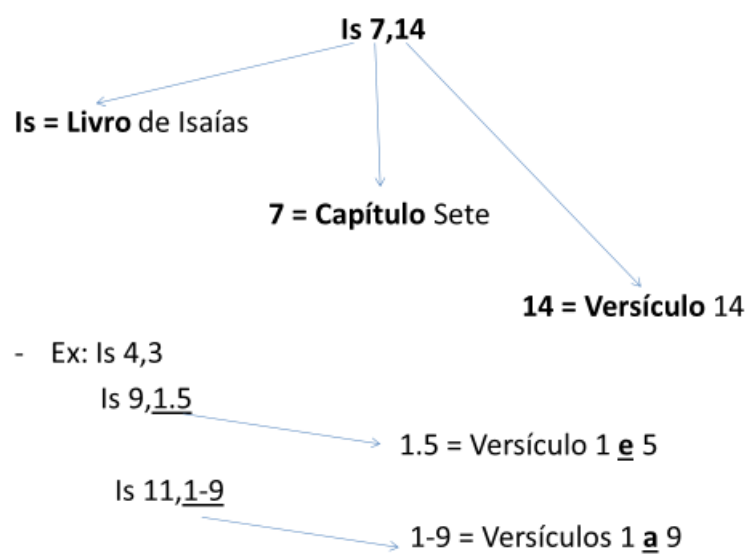 Is 7,14
Is = Livro de Isaías
7 = Capítulo Sete
14 = Versículo 14
- Ex: Is 4,3
Is 9,1.5
1.5 = Versículo 1 e 5
Is 11,1-9
1-9 = Versículos 1 a 9